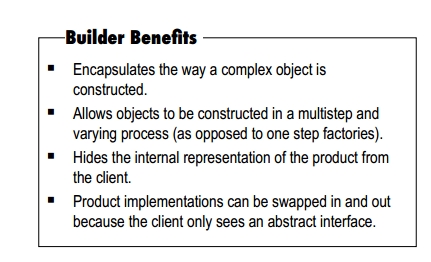 Builder Benefits
▪ Encapsulates the way a complex object is
constructed.
▪ Allows objects to be constructed in a multistep and
varying process (as opposed to one step factories).
▪ Hides the internal representation of the product from
the client.
▪ Product implementations can be swapped in and out
because the client only sees an abstract interface.